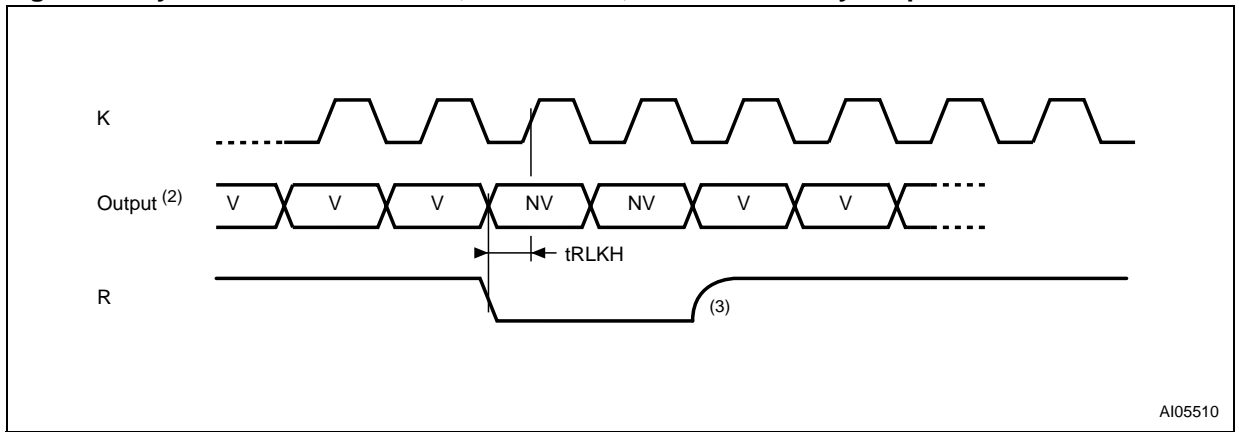 K
Output (2)
V V V NV NV V V
tRLKH
R
(3)
AI05510